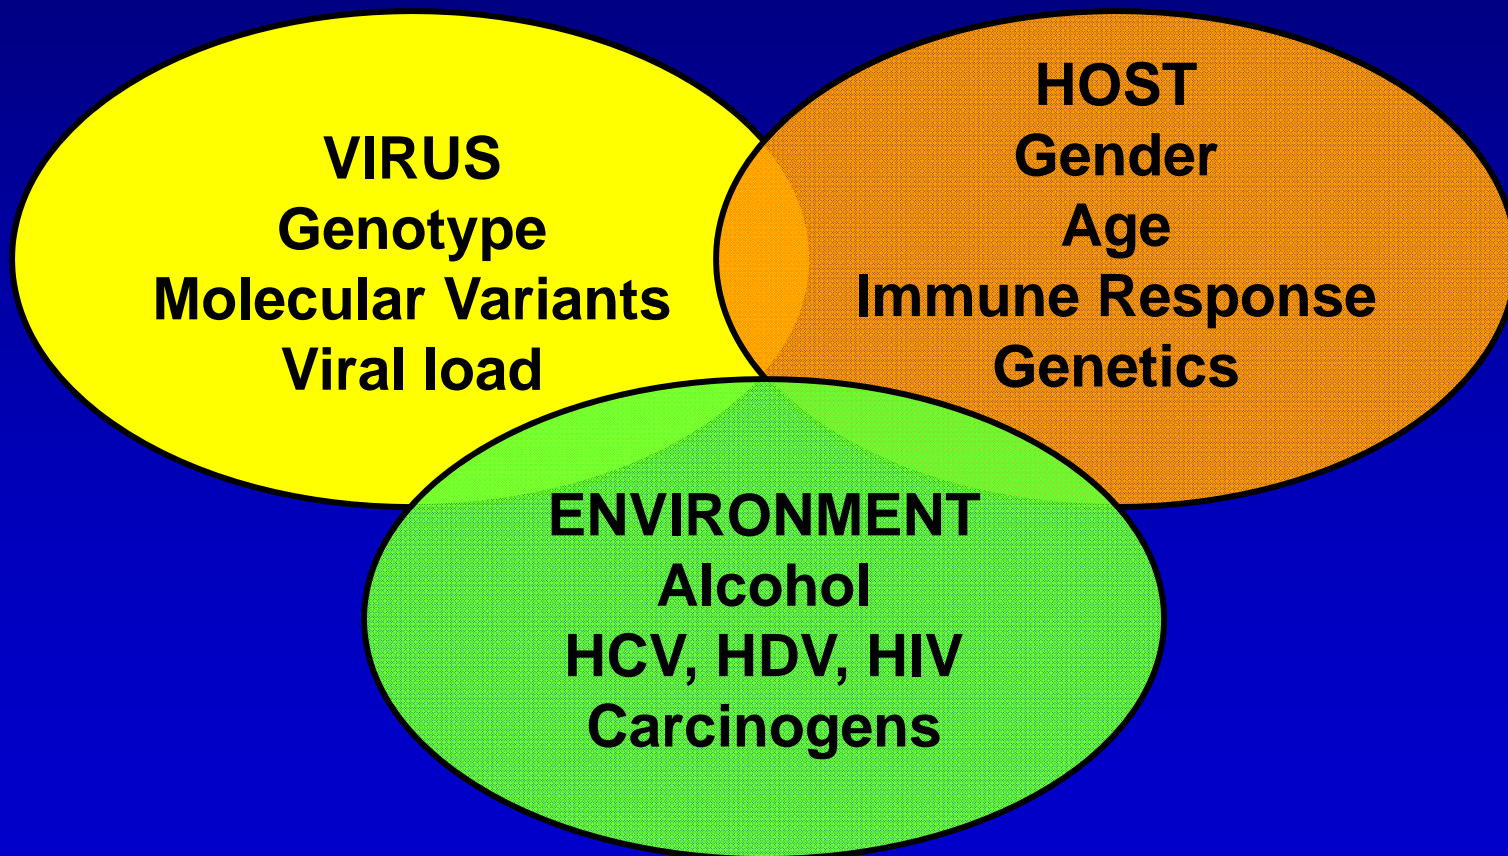 VIRUS
Genotype
Molecular Variants
Viral load
HOST
Gender
Age
Immune Response
Genetics
ENVIRONMENT
Alcohol
HCV, HDV, HIV
Carcinogens